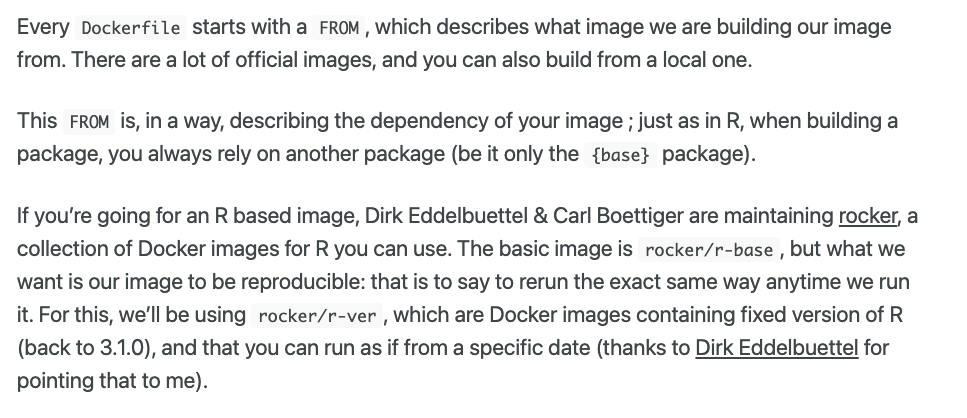 Every Dockerfile starts with a FROM , which describes what image we are building our image
from. There are a lot of official images, and you can also build from a local one.
This FROM is, in a way, describing the dependency of your image ; just as in R, when building a
package, you always rely on another package (be it only the {base} package).
If you’re going for an R based image, Dirk Eddelbuettel & Carl Boettiger are maintaining rocker, a
collection of Docker images for R you can use. The basic image is rocker/r-base , but what we
want is our image to be reproducible: that is to say to rerun the exact same way anytime we run
it. For this, we’ll be using rocker/r-ver , which are Docker images containing fixed version of R
(back to 3.1.0), and that you can run as if from a specific date (thanks to Dirk Eddelbuettel for
pointing that to me).